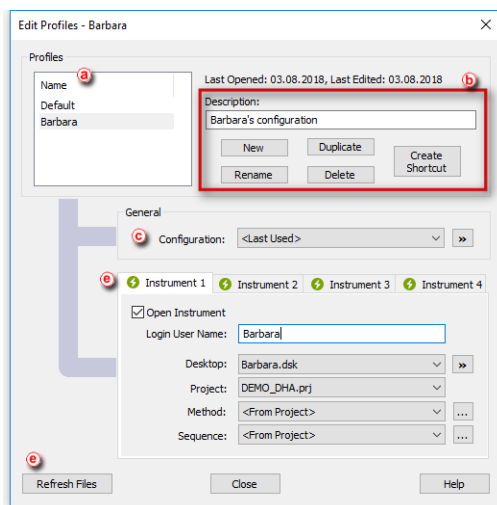 Edit Profiles - Barbara
Profiles
a
Name
Default
Barbara
Last Opened: 03.08.2018, Last Edited: 03.08.2018
b
Description:
Barbara's configuration
New
Duplicate
Create Shortcut
Rename
Delete
General
c
Configuration:
<Last Used>
»
e
Instrument 1
Instrument 2
Instrument 3
Instrument 4
Open Instrument
Login User Name:
Barbara
Desktop:
Barbara.dsk
»
Project:
DEMO_DHA.prj
Method:
<From Project>
...
Sequence:
<From Project>
...
e
Refresh Files
Close
Help